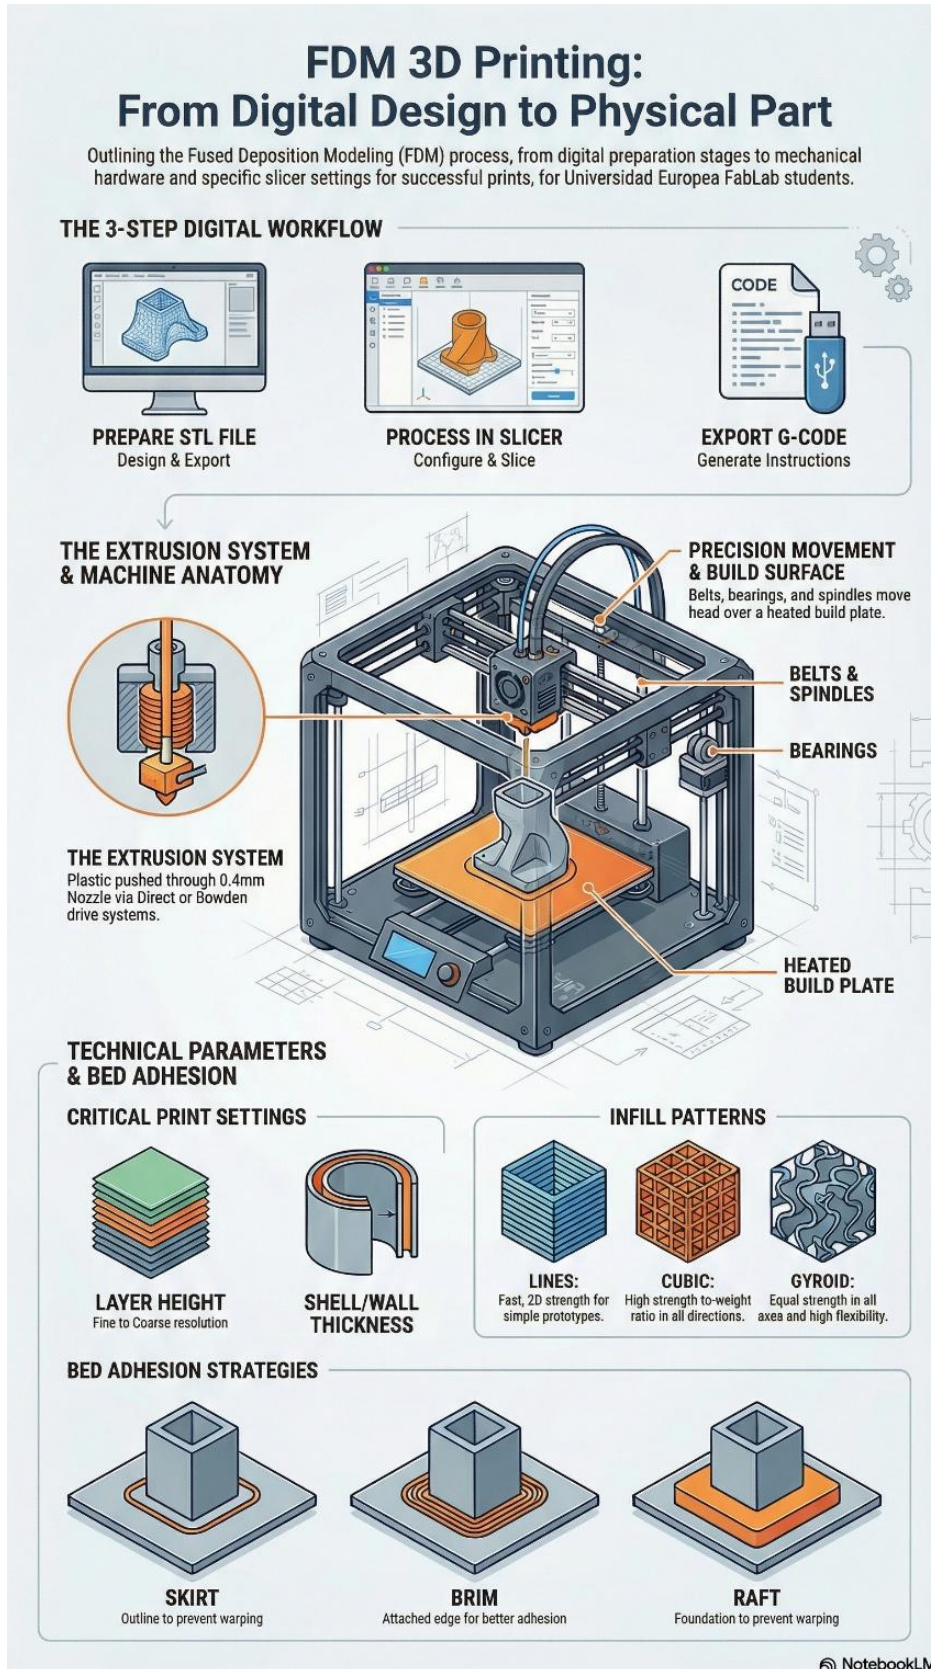 FDM 3D Printing:
From Digital Design to Physical Part
Outlining the Fused Deposition Modeling (FDM) process, from digital preparation stages to mechanical
hardware and specific slicer settings for successful prints, for Universidad Europea FabLab students.
THE 3-STEP DIGITAL WORKFLOW
CODE
PREPARE STL FILE
Design & Export
PROCESS IN SLICER
Configure & Slice
EXPORT G-CODE
Generate Instructions
THE EXTRUSION SYSTEM
& MACHINE ANATOMY
PRECISION MOVEMENT
& BUILD SURFACE
Belts, bearings, and spindles move
head over a heated build plate.
BELTS &
SPINDLES
BEARINGS
THE EXTRUSION SYSTEM
Plastic pushed through 0.4mm
Nozzle via Direct or Bowden
drive systems.
HEATED
BUILD PLATE
TECHNICAL PARAMETERS
& BED ADHESION
CRITICAL PRINT SETTINGS
LAYER HEIGHT
Fine to Coarse resolution
SHELL/WALL
THICKNESS
INFILL PATTERNS
LINES:
Fast, 2D strength for
simple prototypes.
CUBIC:
High strength to-weight
ratio in all directions.
GYROID:
Equal strength in all
axea and high flexibility.
BED ADHESION STRATEGIES
SKIRT
Outline to prevent warping
BRIM
Attached edge for better adhesion
RAFT
Foundation to prevent warping
NotebookLM